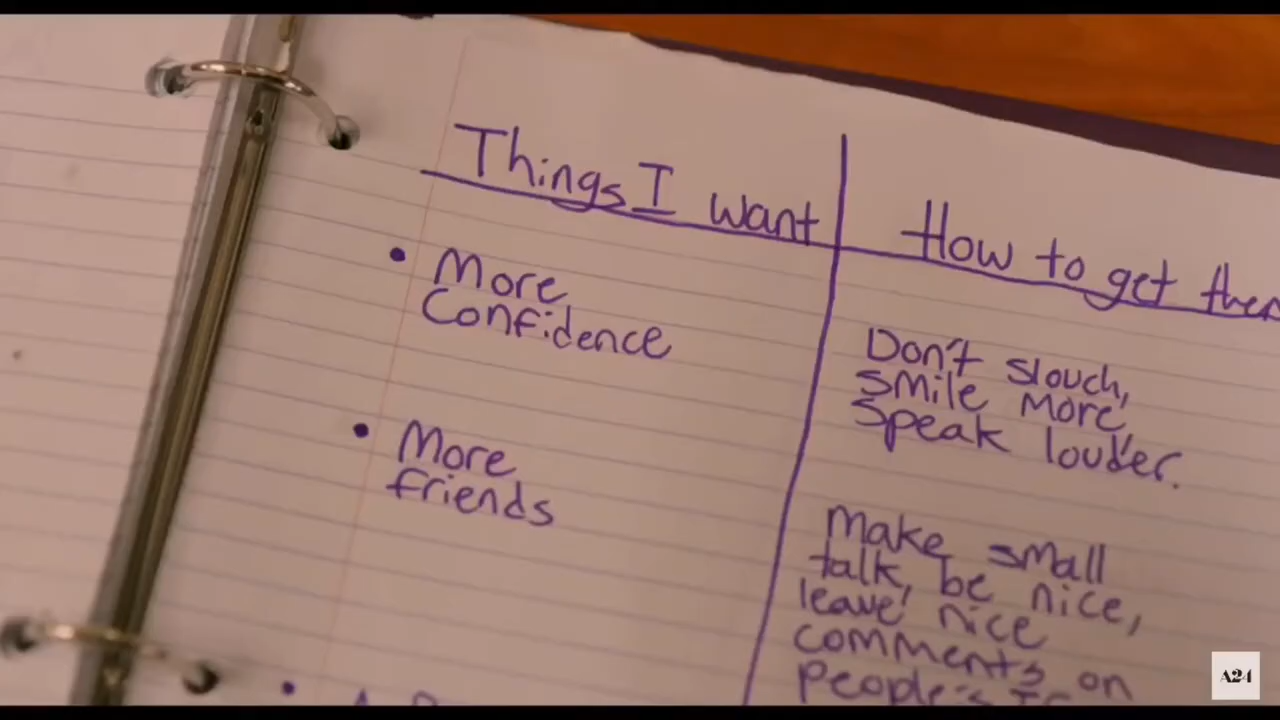 Things I want
How to get
• More
Confidence
Don't slouch,
smile more,
speak louder.
• More
friends
Make small
talk, be nice,
leave nice
comments on
people's
A24